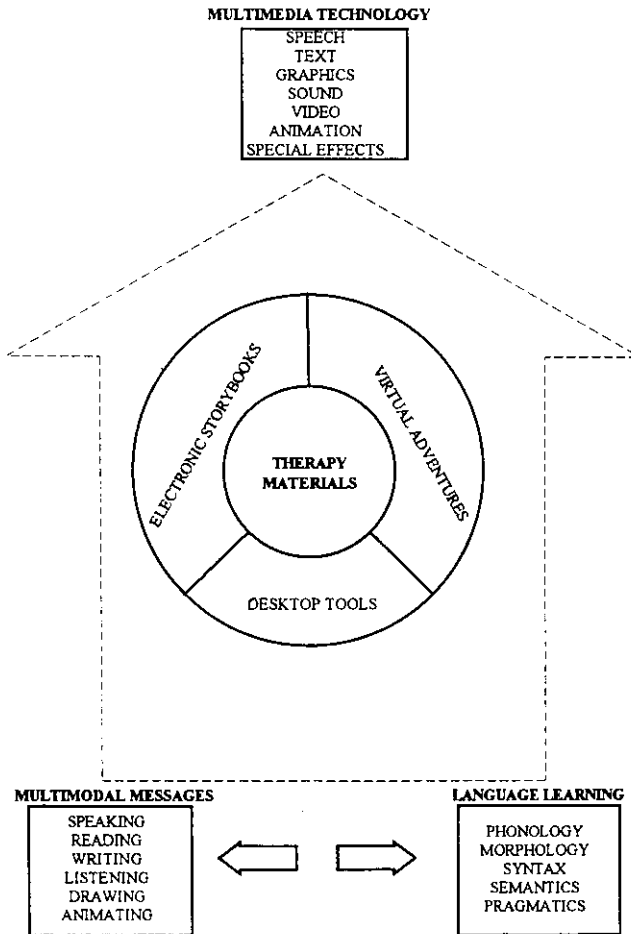 MULTIMEDIA TECHNOLOGY
SPEECH
TEXT
GRAPHICS
SOUND
VIDEO
ANIMATION
SPECIAL EFFECTS
ELECTRONIC STORYBOOKS
VIRTUAL ADVENTURES
THERAPY
MATERIALS
DESKTOP TOOLS
MULTIMODAL MESSAGES
SPEAKING
READING
WRITING
LISTENING
DRAWING
ANIMATING
LANGUAGE LEARNING
PHONOLOGY
MORPHOLOGY
SYNTAX
SEMANTICS
PRAGMATICS